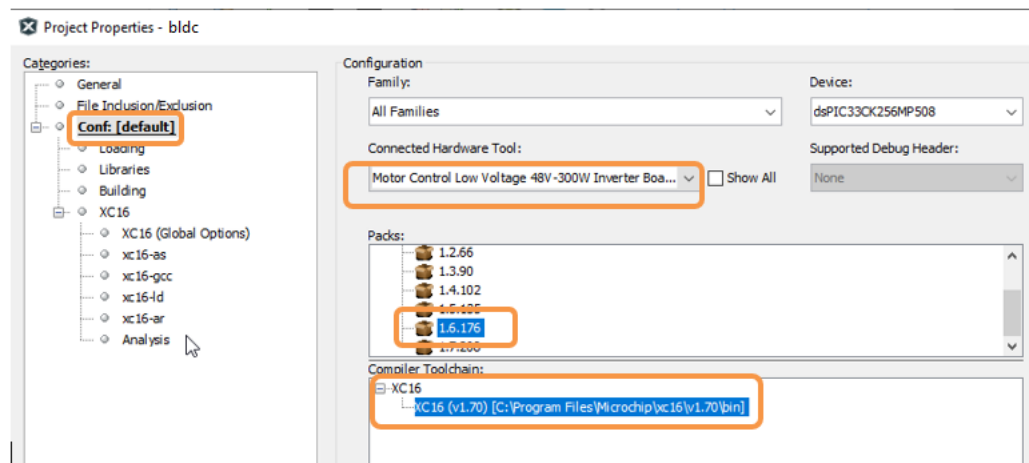 Project Properties - bldc
Categories:
General
File Inclusion/Exclusion
Conf: [default]
Loading
Libraries
Building
XC16
XC16 (Global Options)
xc16-as
xc16-gcc
xc16-ld
xc16-ar
Analysis
Configuration
Family:
Device:
All Families
dsPIC33CK256MP508
Connected Hardware Tool:
Supported Debug Header:
Motor Control Low Voltage 48V-300W Inverter Boa...
Show All
None
Packs:
1.2.66
1.3.90
1.4.102
1.6.176
Compiler Toolchain:
XC16
XC16 (v1.70) [C:\Program Files\Microchip\xc16\v1.70\bin]